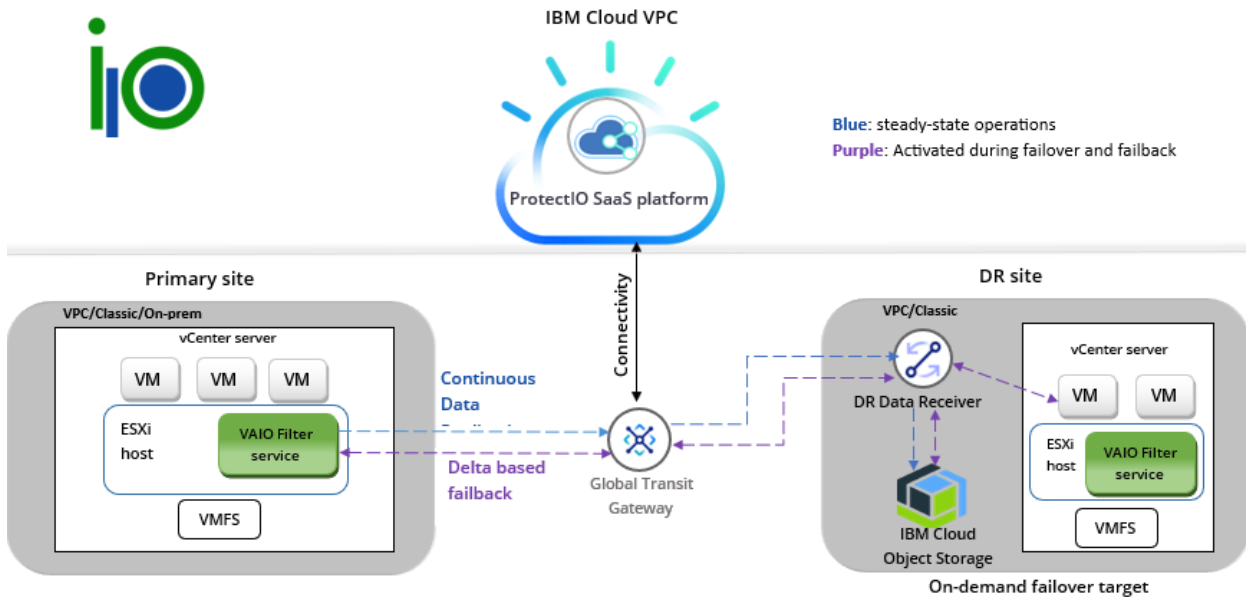 IBM Cloud VPC
ProtectIO SaaS platform
Blue: steady-state operations
Purple: Activated during failover and failback
Connectivity
Primary site
VPC/Classic/On-prem
vCenter server
VM
VM
VM
ESXi
host
VAIO Filter
service
VMFS
Continuous
Data
Delta based
failback
Global Transit
Gateway
DR site
VPC/Classic
DR Data Receiver
IBM Cloud
Object Storage
vCenter server
VM
VM
ESXi
host
VAIO Filter
service
VMFS
On-demand failover target